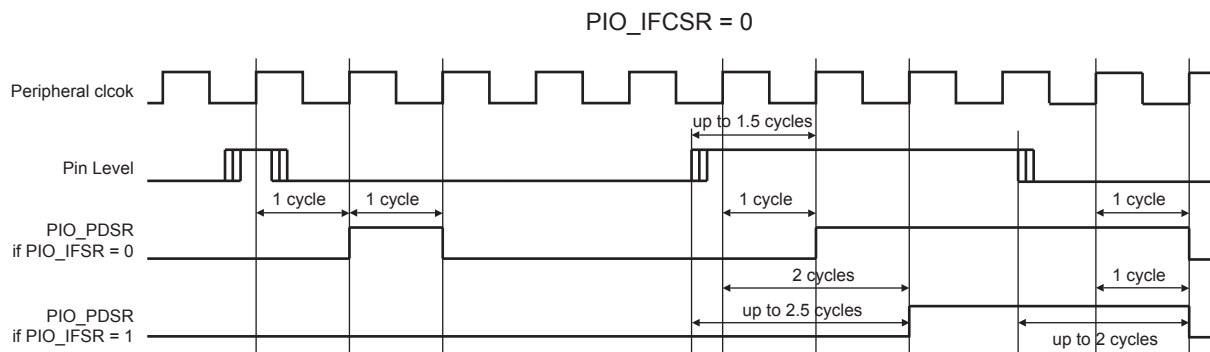 PIO_IFCSR = 0
Peripheral clcok
up to 1.5 cycles
Pin Level
1 cycle
1 cycle
1 cycle
1 cycle
PIO_PDSR
if PIO_IFSR = 0
2 cycles
1 cycle
PIO_PDSR
if PIO_IFSR = 1
up to 2.5 cycles
up to 2 cycles